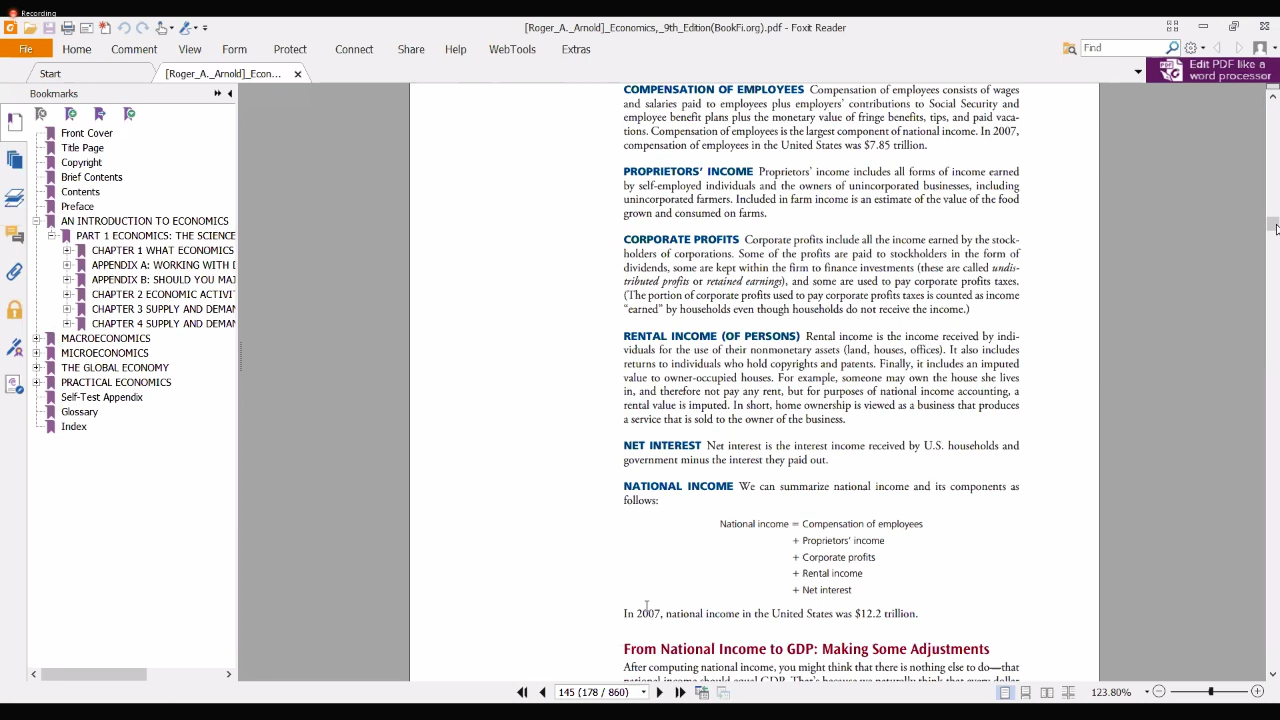 Recording
[Roger_A._Arnold]_Economics,_9th_Edition(BookFi.org).pdf - Foxit Reader
File Home Comment View Form Protect Connect Share Help WebTools Extras
Find
Start
[Roger_A._Arnold]_Econ...
Edit PDF like a
word processor
Bookmarks
Front Cover
Title Page
Copyright
Brief Contents
Contents
Preface
AN INTRODUCTION TO ECONOMICS
PART 1 ECONOMICS: THE SCIENCE
CHAPTER 1 WHAT ECONOMICS
APPENDIX A: WORKING WITH D
APPENDIX B: SHOULD YOU MAJ
CHAPTER 2 ECONOMIC ACTIVIT
CHAPTER 3 SUPPLY AND DEMAN
CHAPTER 4 SUPPLY AND DEMAN
MACROECONOMICS
MICROECONOMICS
THE GLOBAL ECONOMY
PRACTICAL ECONOMICS
Self-Test Appendix
Glossary
Index
COMPENSATION OF EMPLOYEES Compensation of employees consists of wages
and salaries paid to employees plus employers' contributions to Social Security and
employee benefit plans plus the monetary value of fringe benefits, tips, and paid vaca-
tions. Compensation of employees is the largest component of national income. In 2007,
compensation of employees in the United States was $7.85 trillion.
PROPRIETORS' INCOME Proprietors' income includes all forms of income earned
by self-employed individuals and the owners of unincorporated businesses, including
unincorporated farmers. Included in farm income is an estimate of the value of the food
grown and consumed on farms.
CORPORATE PROFITS Corporate profits include all the income earned by the stock-
holders of corporations. Some of the profits are paid to stockholders in the form of
dividends, some are kept within the firm to finance investments (these are called undis-
tributed profits or retained earnings), and some are used to pay corporate profits taxes.
(The portion of corporate profits used to pay corporate profits taxes is counted as income
“earned” by households even though households do not receive the income.)
RENTAL INCOME (OF PERSONS) Rental income is the income received by indi-
viduals for the use of their nonmonetary assets (land, houses, offices). It also includes
returns to individuals who hold copyrights and patents. Finally, it includes an imputed
value to owner-occupied houses. For example, someone may own the house she lives
in, and therefore not pay any rent, but for purposes of national income accounting, a
rental value is imputed. In short, home ownership is viewed as a business that produces
a service that is sold to the owner of the business.
NET INTEREST Net interest is the interest income received by U.S. households and
government minus the interest they paid out.
NATIONAL INCOME We can summarize national income and its components as
follows:
National income = Compensation of employees
+ Proprietors' income
+ Corporate profits
+ Rental income
+ Net interest
In 2007, national income in the United States was $12.2 trillion.
From National Income to GDP: Making Some Adjustments
After computing national income, you might think that there is nothing else to do—that
national income should equal GDP. That's because we naturally think that every dollar
145 (178 / 860)
123.80%